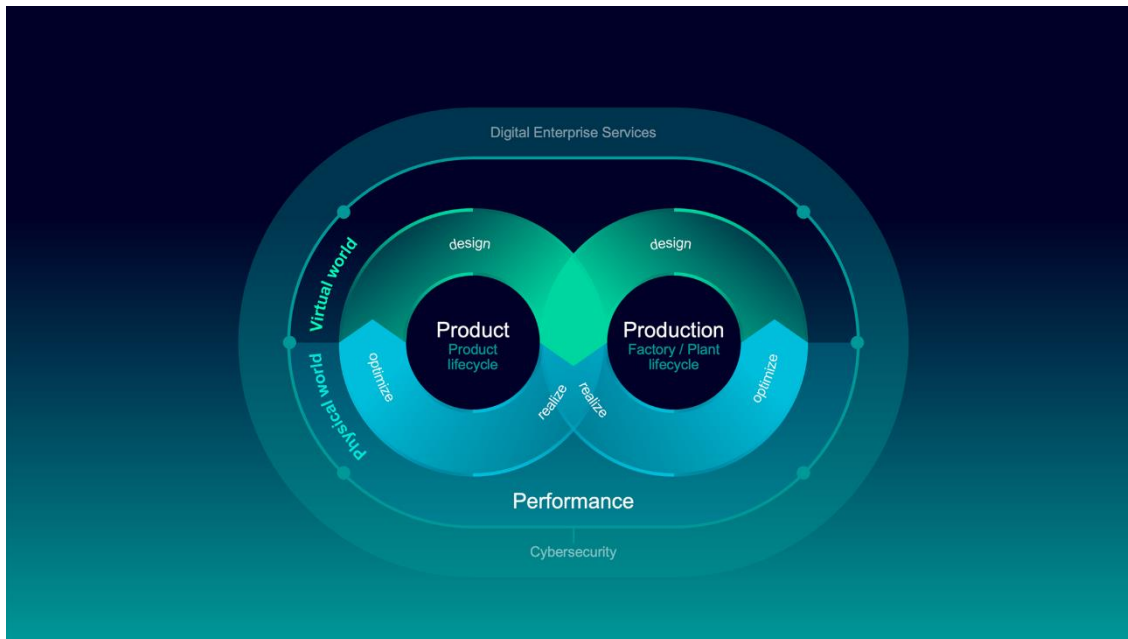 Digital Enterprise Services
Virtual world
design
design
Product
Product
lifecycle
Production
Factory / Plant
lifecycle
Physical world
optimize
realize
realize
optimize
Performance
Cybersecurity